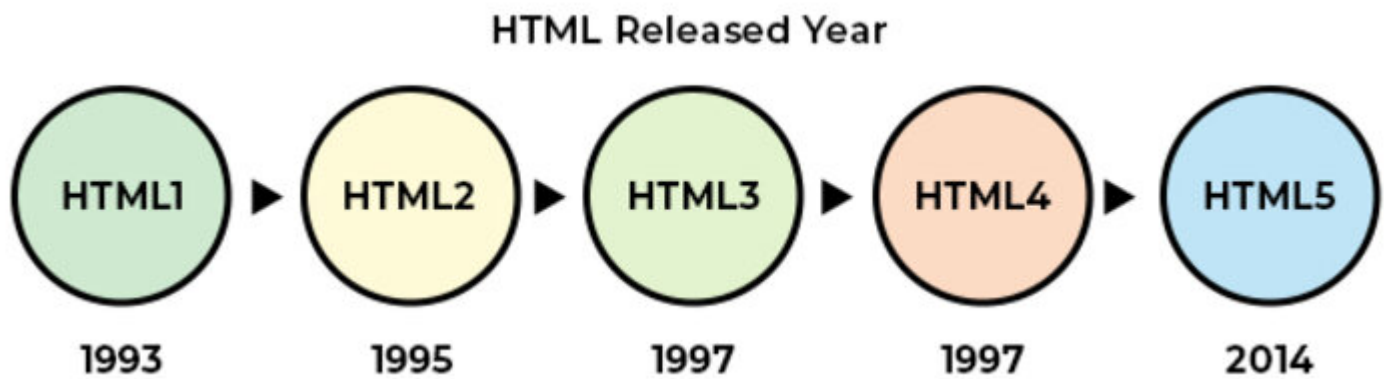 HTML Released Year
HTML1 HTML2 HTML3 HTML4 HTML5
1993 1995 1997 1997 2014